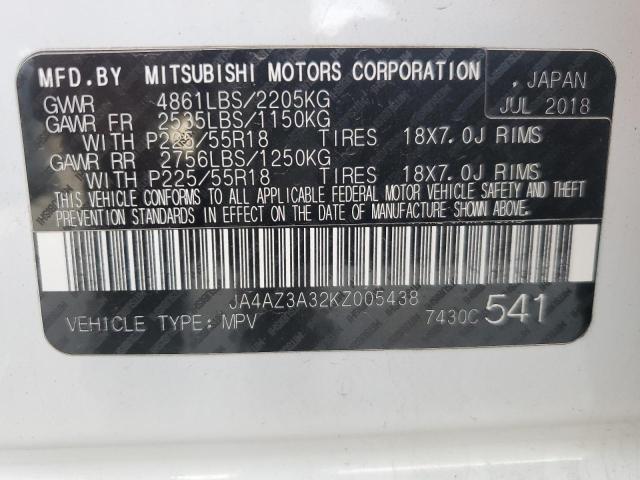 MFD.BY MITSUBISHI MOTORS CORPORATION , JAPAN
GVWR 4861LBS/2205KG JUL 2018
GAWR FR 2535LBS/1150KG
WITH P225/55R18 TIRES 18X7.0J RIMS
GAWR RR 2756LBS/1250KG
WITH P225/55R18 TIRES 18X7.0J RIMS
THIS VEHICLE CONFORMS TO ALL APPLICABLE FEDERAL MOTOR VEHICLE SAFETY AND THEFT
PREVENTION STANDARDS IN EFFECT ON THE DATE OF MANUFACTURE SHOWN ABOVE.
JA4AZ3A32KZ005438
VEHICLE TYPE: MPV 7430C 541